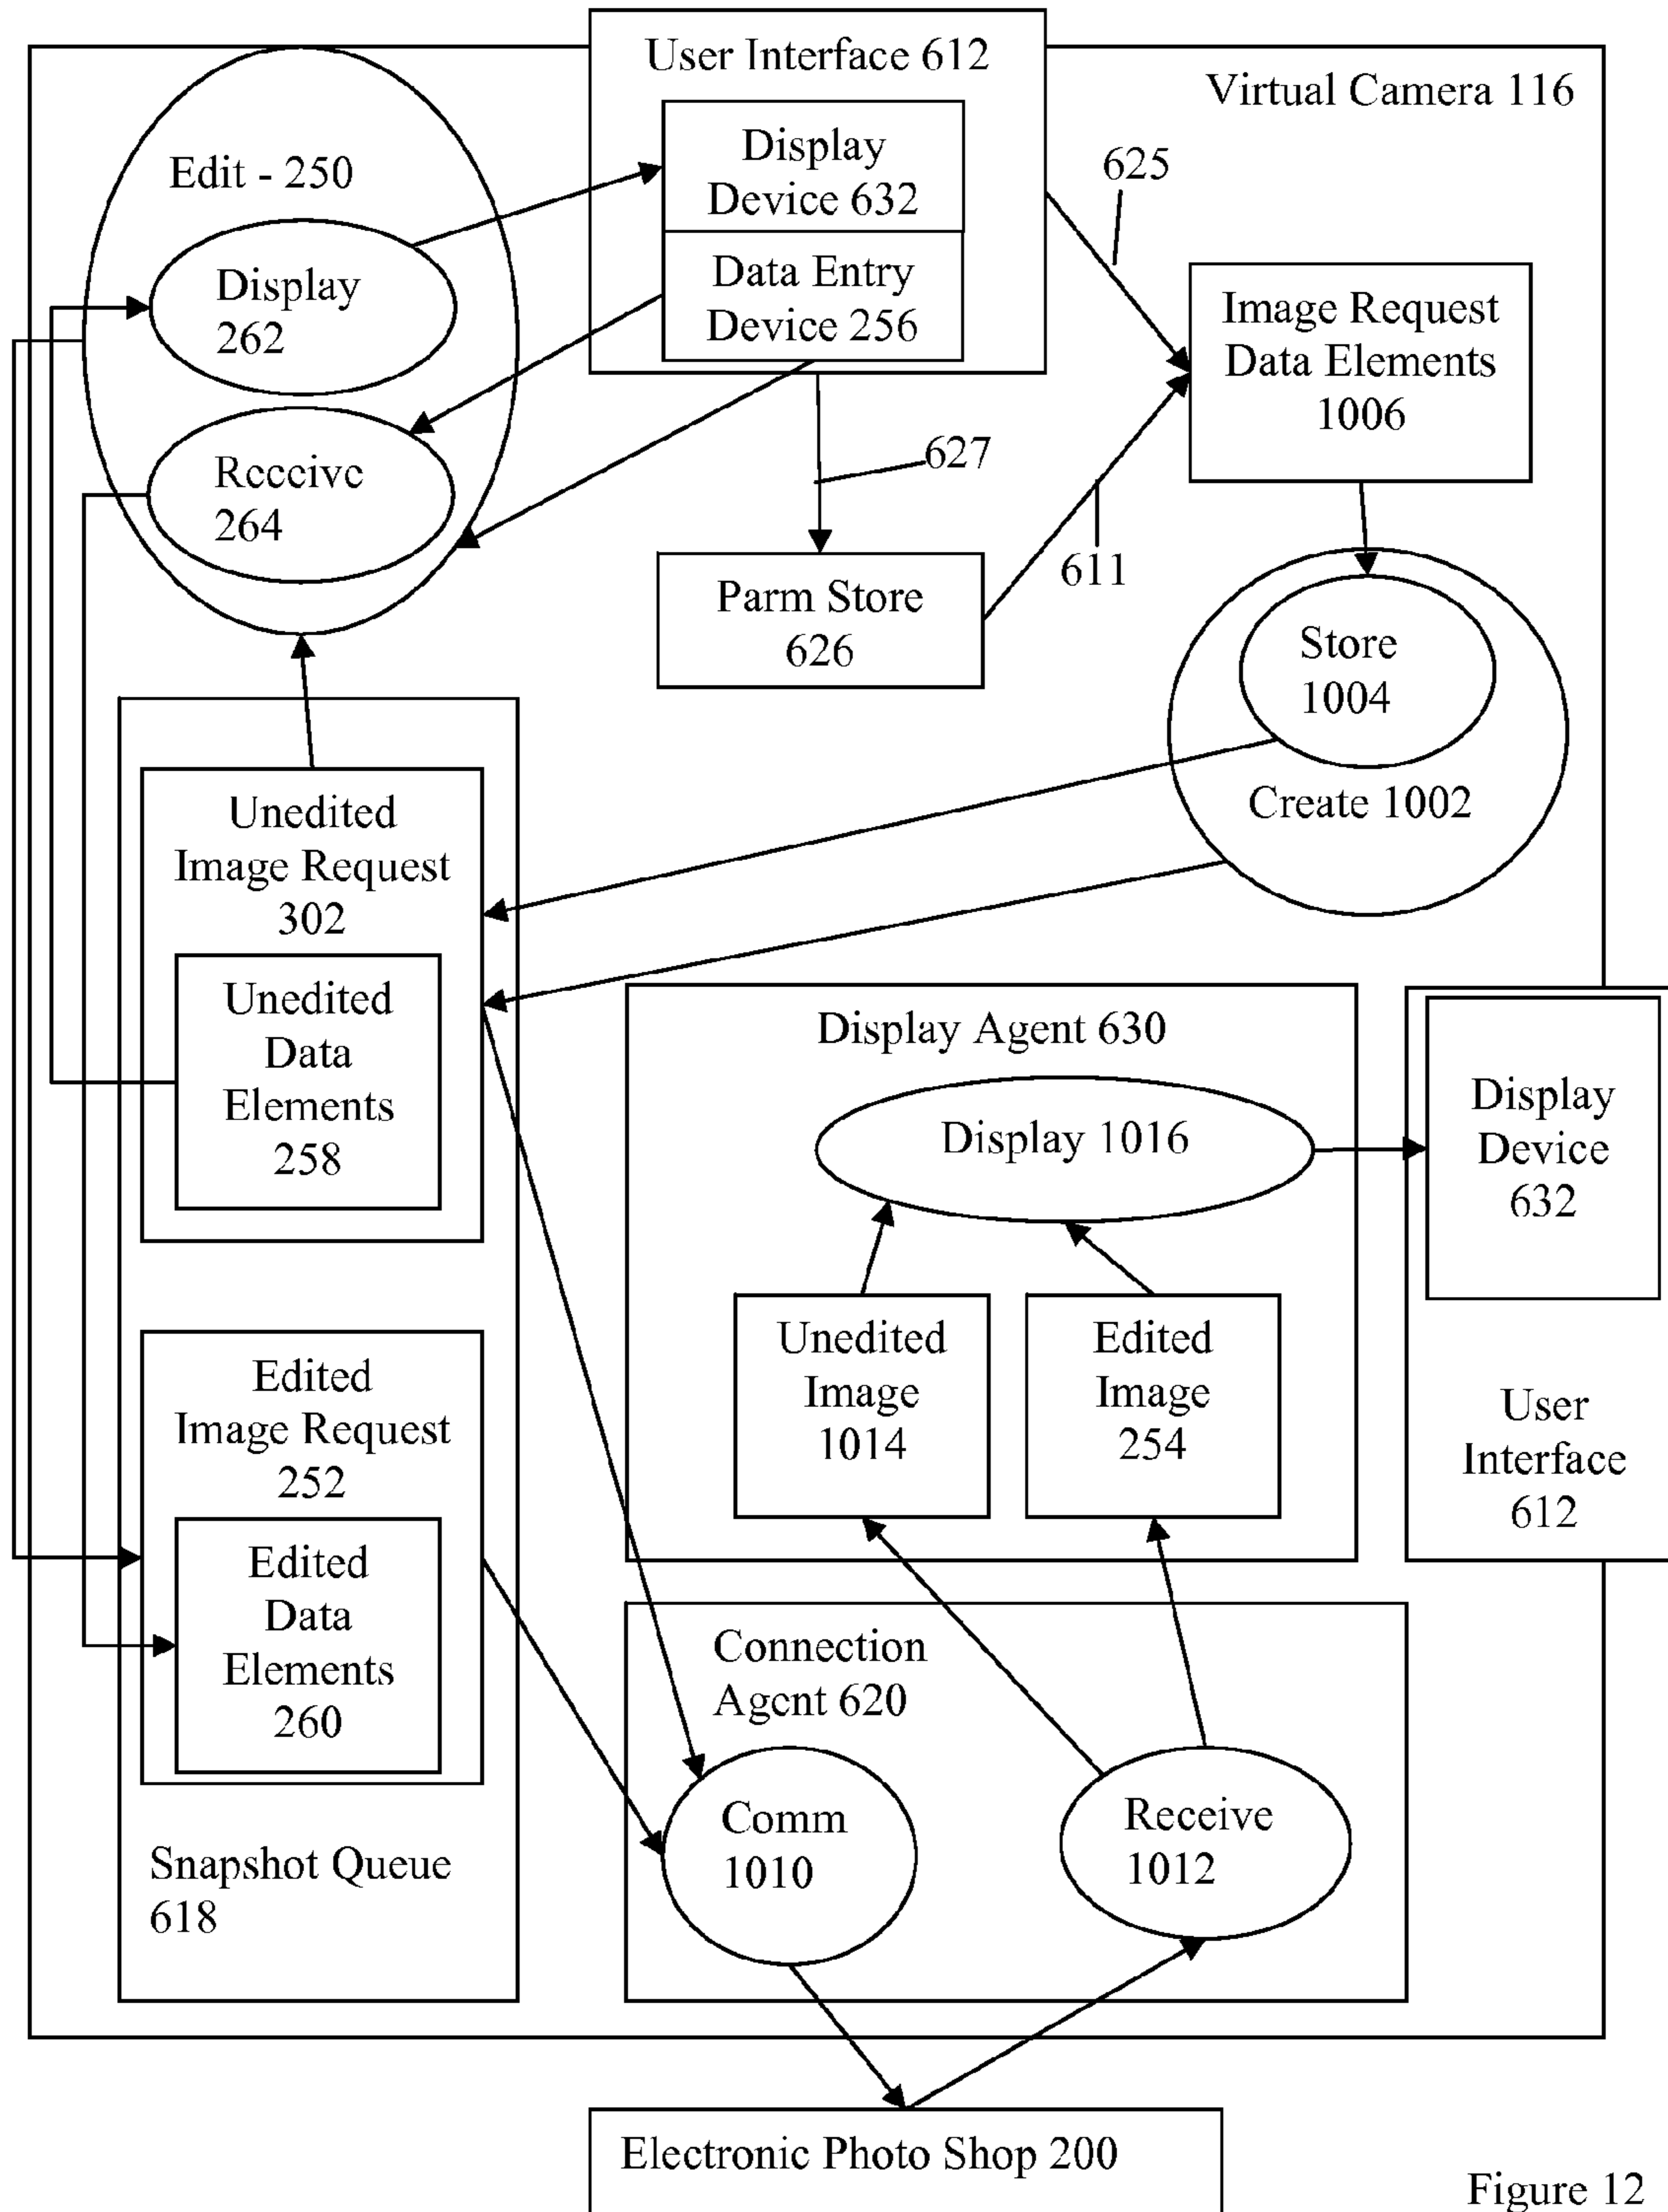 User Interface 612
Virtual Camera 116
Edit - 250
Display
Device 632
625
Data Entry
Device 256
Display
262
Image Request
Data Elements
1006
Receive
264
627
611
Parm Store
626
Store
1004
Create 1002
Unedited
Image Request
302
Unedited
Data
Elements
258
Display Agent 630
Display 1016
Display
Device
632
Unedited
Image
1014
Edited
Image
254
User
Interface
612
Edited
Image Request
252
Edited
Data
Elements
260
Connection
Agent 620
Comm
1010
Receive
1012
Snapshot Queue
618
Electronic Photo Shop 200
Figure 12